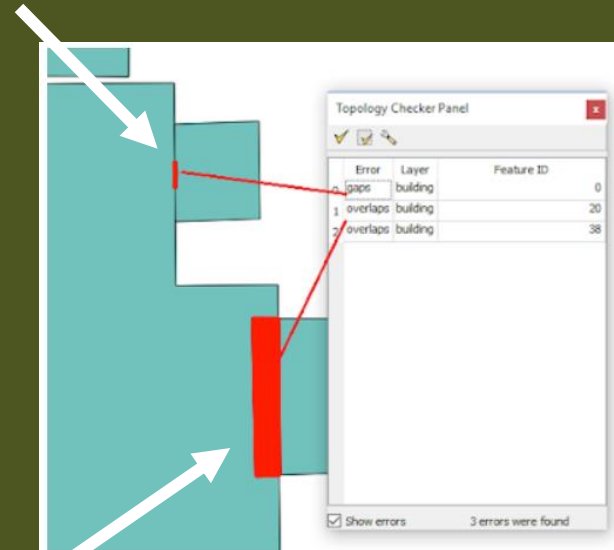 Topology Checker Panel
x
Error Layer Feature ID
0 gaps building 0
1 overlaps building 20
2 overlaps building 38
Show errors 3 errors were found